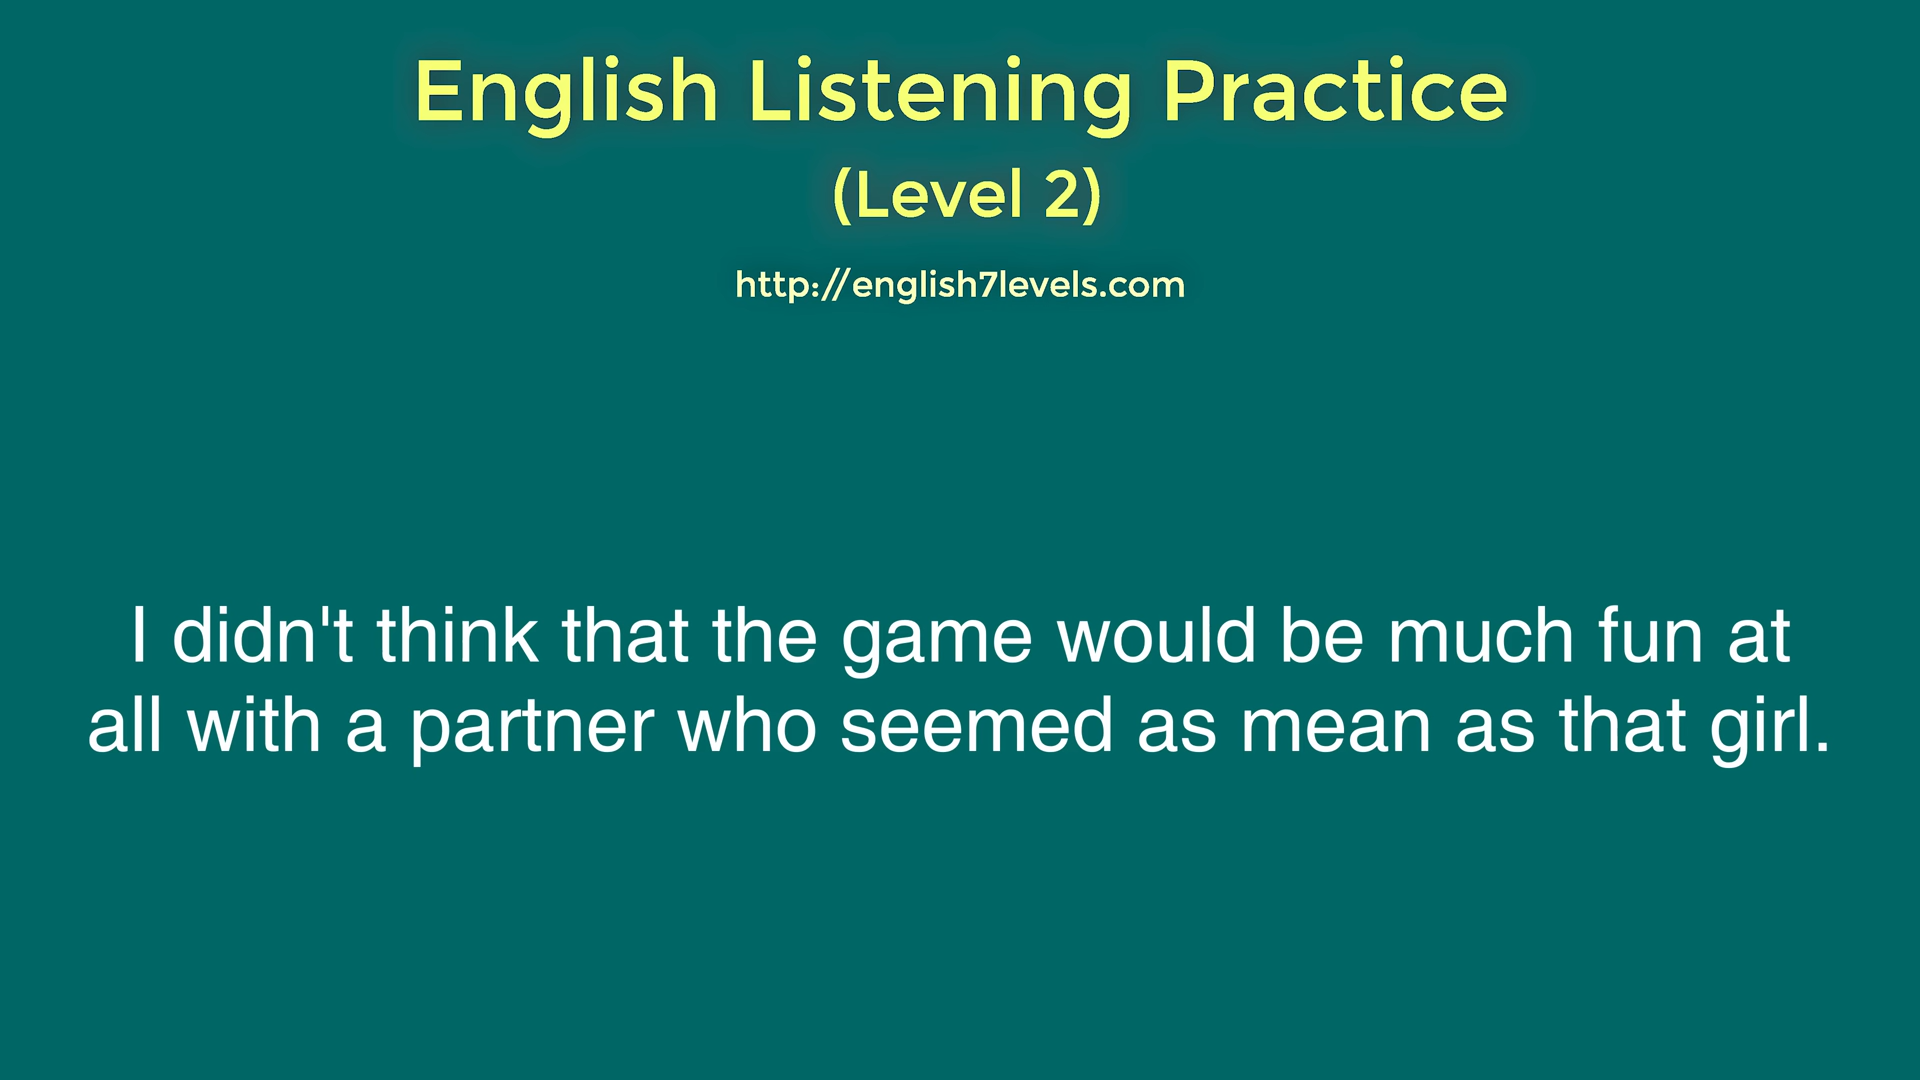 English Listening Practice
(Level 2)
http://english7levels.com
I didn't think that the game would be much fun at
all with a partner who seemed as mean as that girl.